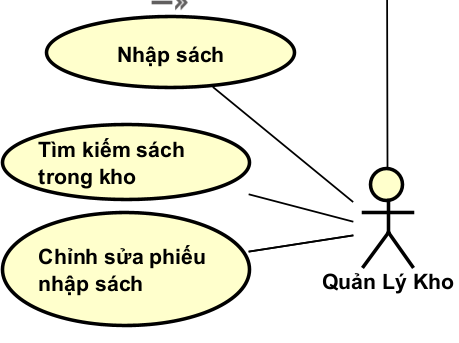 Nhập sách
Tìm kiếm sách
trong kho
Chỉnh sửa phiếu
nhập sách
Quản Lý Kho